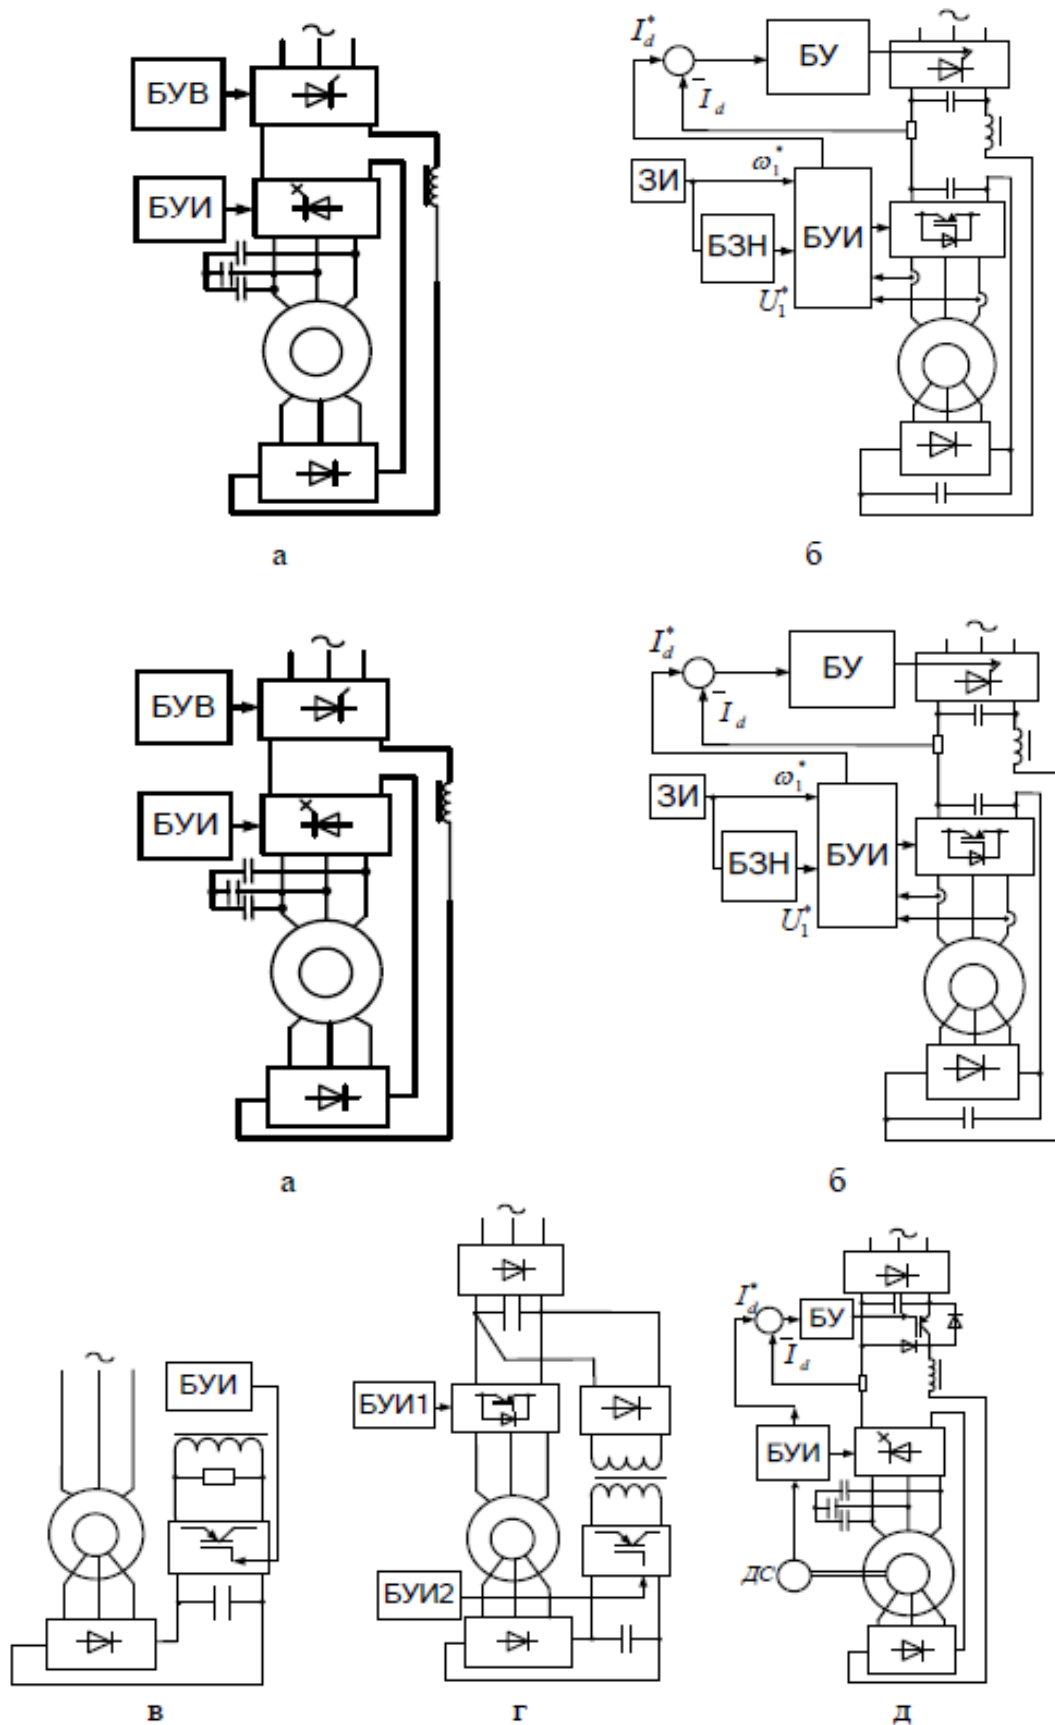 БУВ
БУИ
а
I*d
БУ
–
Id
ЗИ
ω*1
БЗН
БУИ
U*1
б
БУВ
БУИ
а
I*d
БУ
–
Id
ЗИ
ω*1
БЗН
БУИ
U*1
б
БУИ
в
БУИ1
БУИ2
г
I*d
БУ
–
Id
БУИ
ДС
д